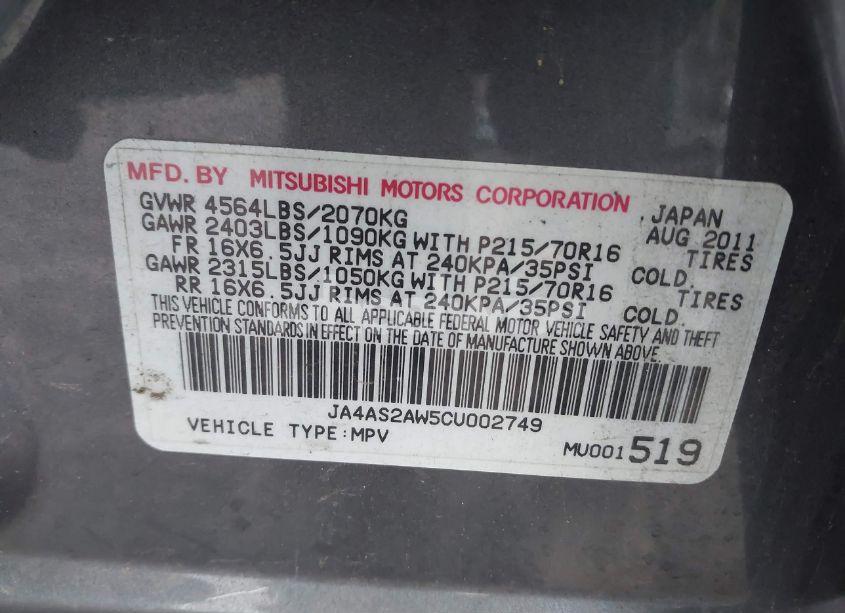 MFD. BY MITSUBISHI MOTORS CORPORATION, JAPAN
GVWR 4564LBS/2070KG AUG 2011
GAWR 2403LBS/1090KG WITH P215/70R16 TIRES
FR 16X6.5JJ RIMS AT 240KPA/35PSI COLD.
GAWR 2315LBS/1050KG WITH P215/70R16 TIRES
RR 16X6.5JJ RIMS AT 240KPA/35PSI COLD.
THIS VEHICLE CONFORMS TO ALL APPLICABLE FEDERAL MOTOR VEHICLE SAFETY AND THEFT
PREVENTION STANDARDS IN EFFECT ON THE DATE OF MANUFACTURE SHOWN ABOVE.
JA4AS2AW5CU002749
VEHICLE TYPE:MPV
MU001519